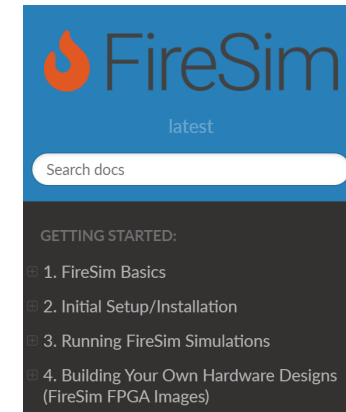 FireSim
latest
Search docs
GETTING STARTED:
1. FireSim Basics
2. Initial Setup/Installation
3. Running FireSim Simulations
4. Building Your Own Hardware Designs
(FireSim FPGA Images)